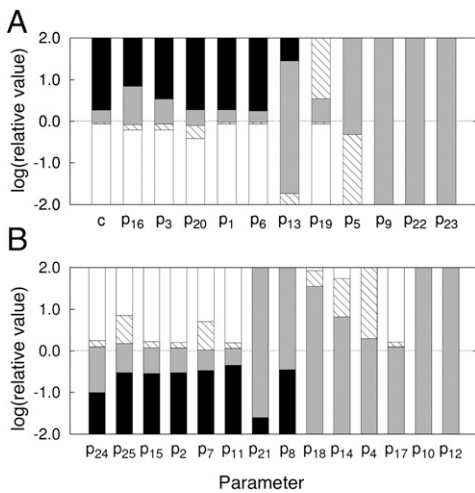 A
log(relative value)
2.0
1.0
0.0
-1.0
-2.0
c p16 p3 p20 p1 p6 p13 p19 p5 p9 p22 p23
B
log(relative value)
2.0
1.0
0.0
-1.0
-2.0
p24 p25 p15 p2 p7 p11 p21 p8 p18 p14 p4 p17 p10 p12
Parameter